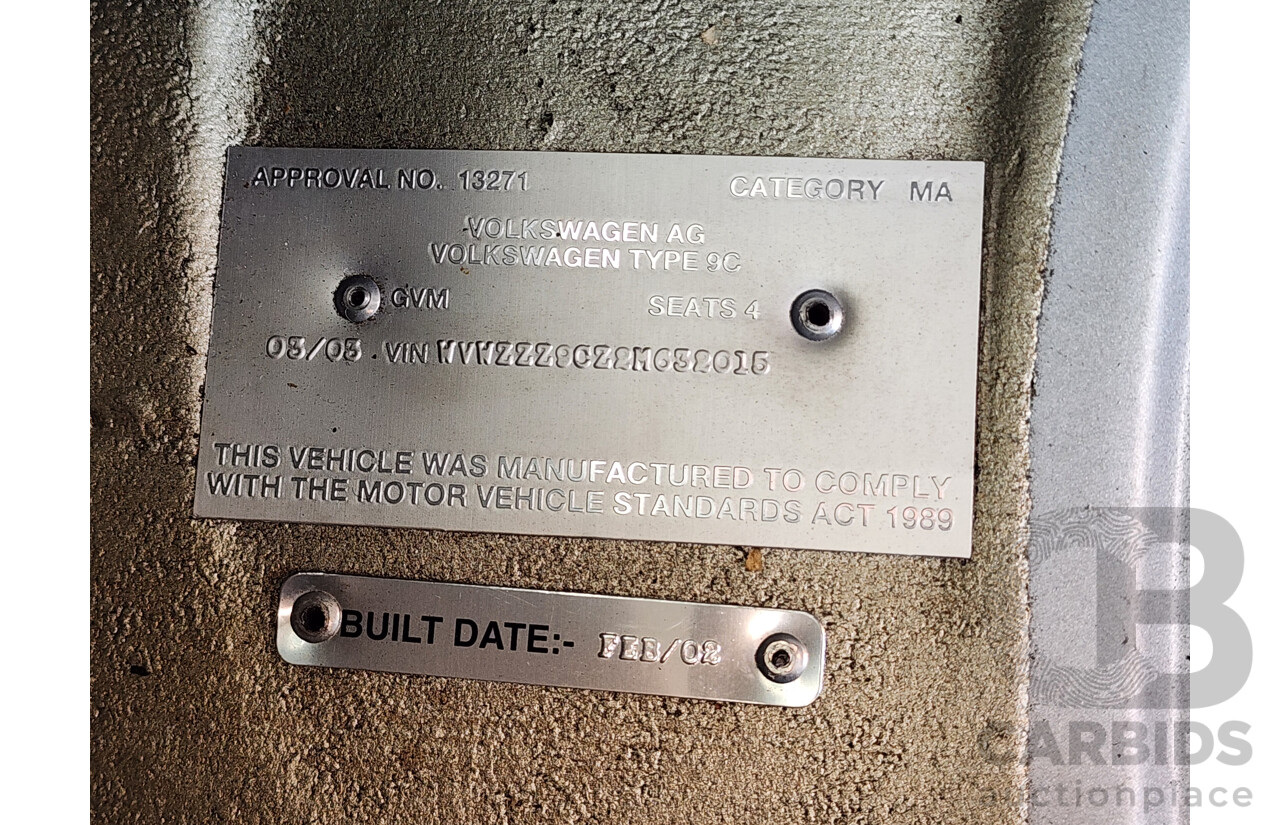 APPROVAL NO. 13271 CATEGORY MA
VOLKSWAGEN AG
VOLKSWAGEN TYPE 9C
GVM SEATS 4
03/03 VIN WVWZZZ9CZ2M632015
THIS VEHICLE WAS MANUFACTURED TO COMPLY
WITH THE MOTOR VEHICLE STANDARDS ACT 1989
BUILT DATE:- FEB/02
CARBIDS
auctionplace